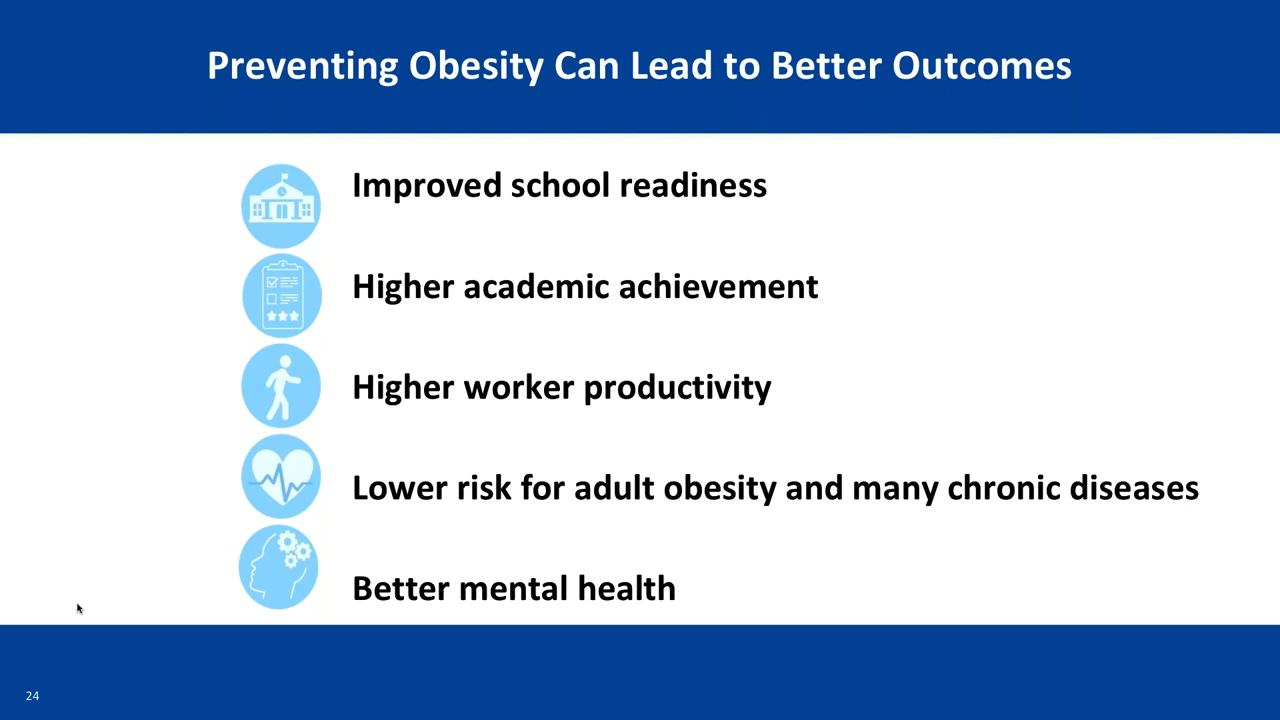 Preventing Obesity Can Lead to Better Outcomes
Improved school readiness
Higher academic achievement
Higher worker productivity
Lower risk for adult obesity and many chronic diseases
Better mental health
24